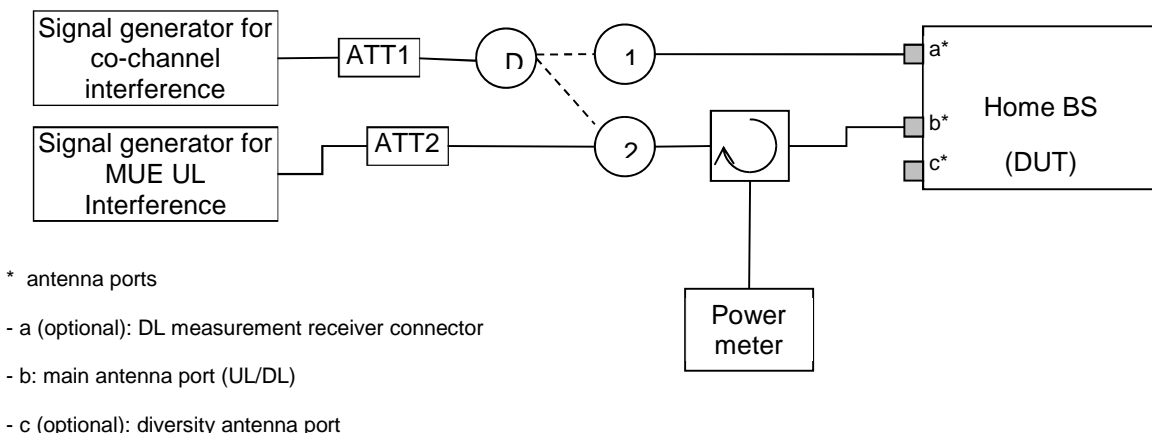 Signal generator for
co-channel
interference
ATT1
D
1
a*
Signal generator for
MUE UL
Interference
ATT2
2
b*
c*
Home BS
(DUT)
Power
meter
* antenna ports
- a (optional): DL measurement receiver connector
- b: main antenna port (UL/DL)
- c (optional): diversity antenna port